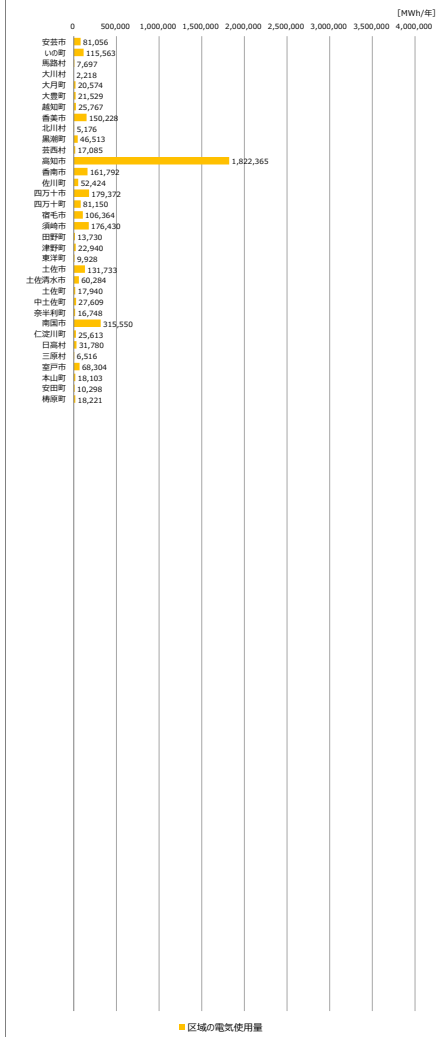 [MWh/年]
0 500,000 1,000,000 1,500,000 2,000,000 2,500,000 3,000,000 3,500,000 4,000,000
安芸市 81,056
いの町 115,563
馬路村 7,697
大川村 2,218
大月町 20,574
大豊町 21,529
越知町 25,767
香美市 150,228
北川村 5,176
黒潮町 46,513
芸西村 17,085
高知市 1,822,365
香南市 161,792
佐川町 52,424
四万十市 179,372
四万十町 81,150
宿毛市 106,364
須崎市 176,430
田野町 13,730
津野町 22,940
東洋町 9,928
土佐市 131,733
土佐清水市 60,284
土佐町 17,940
中土佐町 27,609
奈半利町 16,748
南国市 315,550
仁淀川町 25,613
日高村 31,780
三原村 6,516
室戸市 68,304
本山町 18,103
安田町 10,298
梼原町 18,221
区域の電気使用量